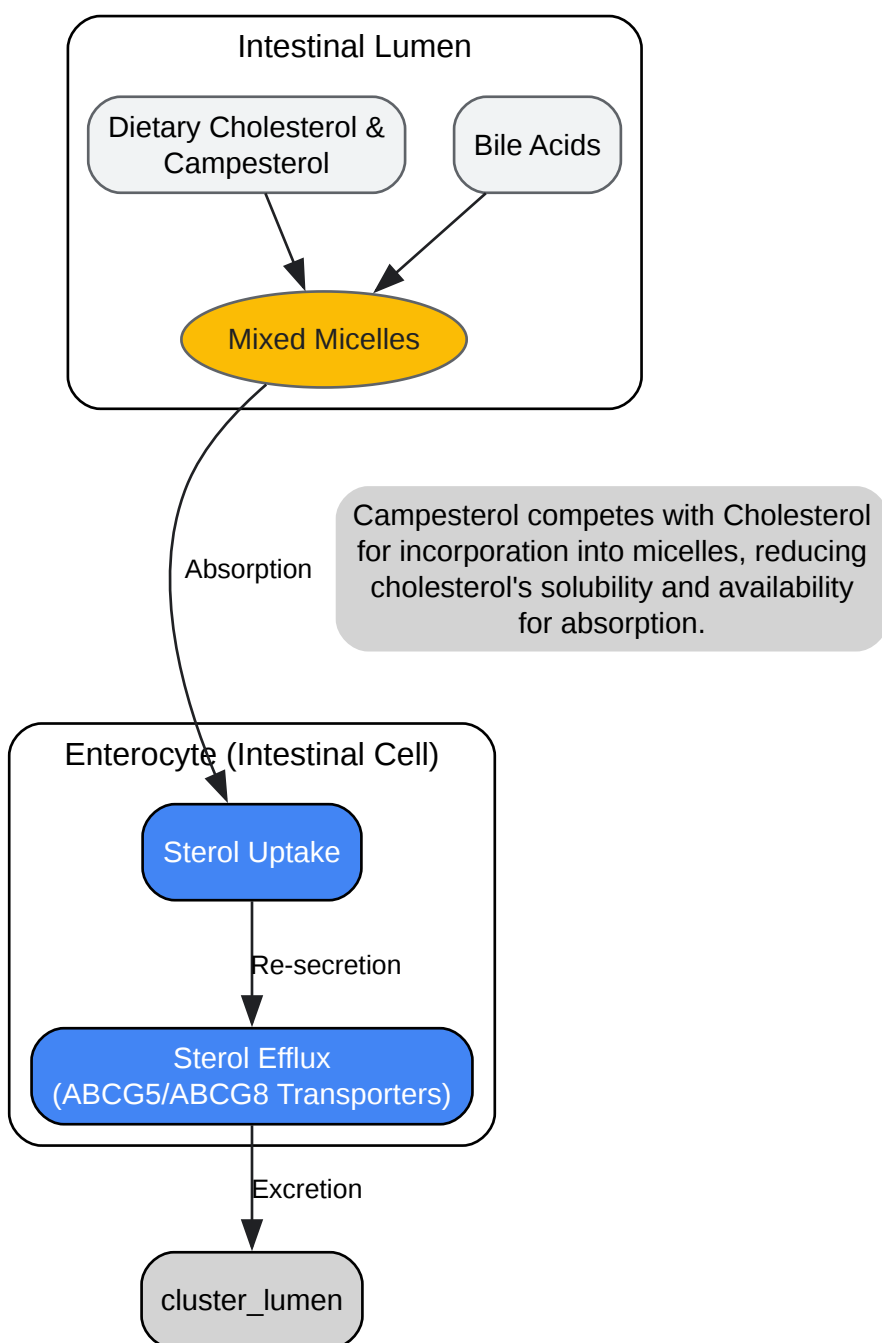 Intestinal Lumen
Dietary Cholesterol &
Campesterol
Bile Acids
Mixed Micelles
Absorption
Campesterol competes with Cholesterol
for incorporation into micelles, reducing
cholesterol's solubility and availability
for absorption.
Enterocyte (Intestinal Cell)
Sterol Uptake
Re-secretion
Sterol Efflux
(ABCG5/ABCG8 Transporters)
Excretion
cluster_lumen